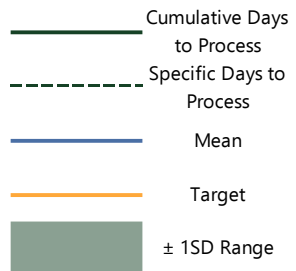 Cumulative Days
to Process
Specific Days to
Process
Mean
Target
± 1SD Range